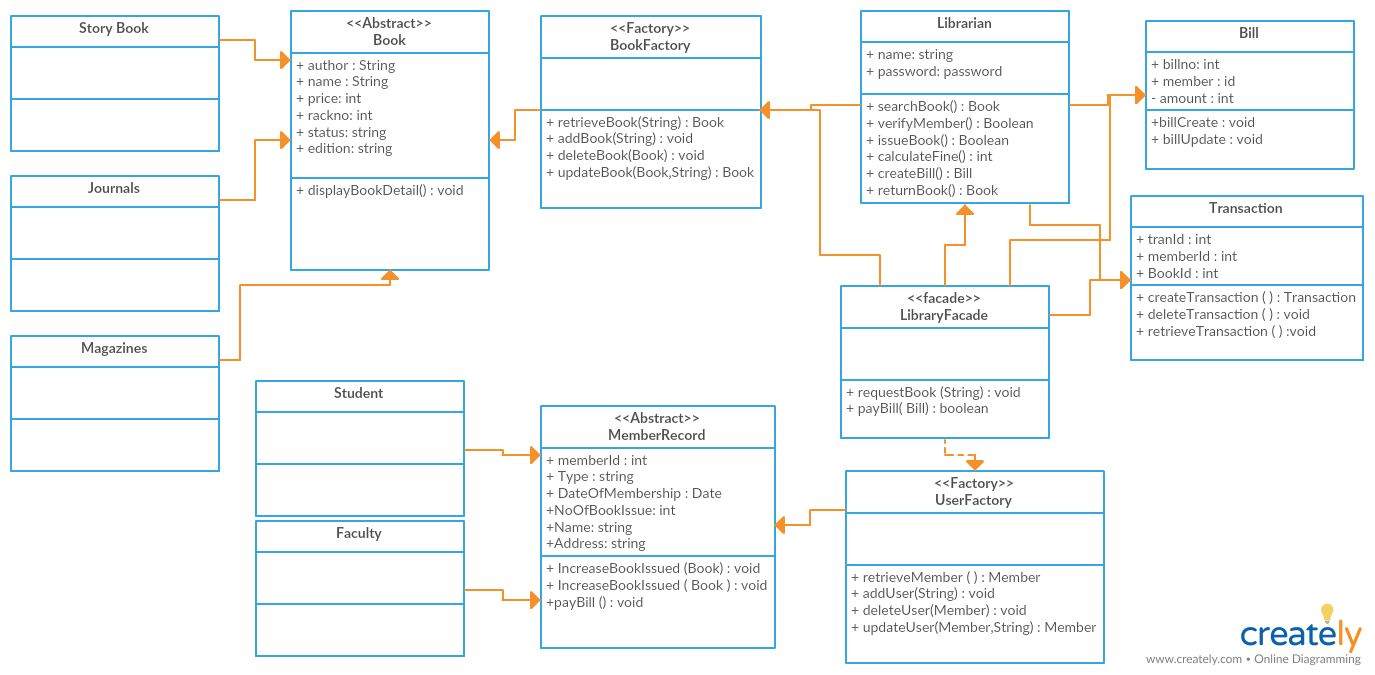 Story Book
<<Abstract>>
Book
+ author : String
+ name : String
+ price: int
+ rackno: int
+ status: string
+ edition: string
+ displayBookDetail() : void
<<Factory>>
BookFactory
+ retrieveBook(String) : Book
+ addBook(String) : void
+ deleteBook(Book) : void
+ updateBook(Book,String) : Book
Librarian
+ name: string
+ password: password
+ searchBook() : Book
+ verifyMember() : Boolean
+ issueBook() : Boolean
+ calculateFine() : int
+ createBill() : Bill
+ returnBook() : Book
Bill
+ billno: int
+ member : id
- amount : int
+billCreate : void
+ billUpdate : void
Journals
Transaction
+ tranId : int
+ memberId : int
+ BookId : int
+ createTransaction ( ) : Transaction
+ deleteTransaction ( ) : void
+ retrieveTransaction ( ) :void
<<facade>>
LibraryFacade
+ requestBook (String) : void
+ payBill( Bill) : boolean
Magazines
Student
<<Abstract>>
MemberRecord
+ memberId : int
+ Type : string
+ DateOfMembership : Date
+NoOfBookIssue: int
+Name: string
+Address: string
+ IncreaseBookIssued (Book) : void
+ IncreaseBookIssued ( Book ) : void
+payBill () : void
Faculty
<<Factory>>
UserFactory
+ retrieveMember ( ) : Member
+ addUser(String) : void
+ deleteUser(Member) : void
+ updateUser(Member,String) : Member
creately
www.creately.com • Online Diagramming